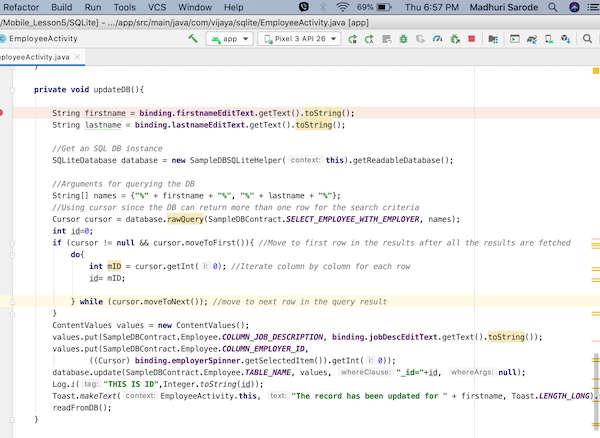 Refactor Build Run Tools VCS Window Help 69% Thu 6:57 PM Madhuri Sarode
/Mobile_Lesson5/SQLite] - .../app/src/main/java/com/vijaya/sqlite/EmployeeActivity.java [app]
EmployeeActivity app Pixel 3 API 26
eeActivity.java
}
private void updateDB(){
String firstname = binding.firstnameEditText.getText().toString();
String lastname = binding.lastnameEditText.getText().toString();
//Get an SQL DB instance
SQLiteDatabase database = new SampleDBSQLiteHelper( context: this).getReadableDatabase();
//Arguments for querying the DB
String[] names = {"%" + firstname + "%", "%" + lastname + "%"};
//Using cursor since the DB can return more than one row for the search criteria
Cursor cursor = database.rawQuery(SampleDBContract.SELECT_EMPLOYEE_WITH_EMPLOYER, names);
int id=0;
if (cursor != null && cursor.moveToFirst()){ //Move to first row in the results after all the results are fetched
do{
int mID = cursor.getInt( i: 0); //Iterate column by column for each row
id= mID;
} while (cursor.moveToNext()); //move to next row in the query result
}
ContentValues values = new ContentValues();
values.put(SampleDBContract.Employee.COLUMN_JOB_DESCRIPTION, binding.jobDescEditText.getText().toString());
values.put(SampleDBContract.Employee.COLUMN_EMPLOYER_ID,
((Cursor) binding.employerSpinner.getSelectedItem()).getInt( i: 0));
database.update(SampleDBContract.Employee.TABLE_NAME, values, whereClause: "_id="+id, whereArgs: null);
Log.i( tag: "THIS IS ID",Integer.toString(id));
Toast.makeText( context: EmployeeActivity.this, text: "The record has been updated for " + firstname, Toast.LENGTH_LONG).
readFromDB();
}